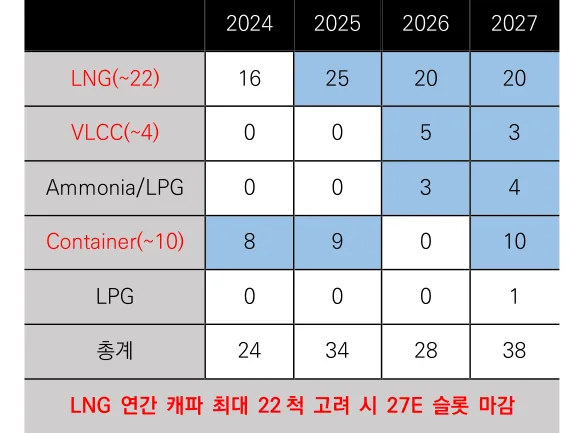 2024 2025 2026 2027
LNG(~22) 16 25 20 20
VLCC(~4) 0 0 5 3
Ammonia/LPG 0 0 3 4
Container(~10) 8 9 0 10
LPG 0 0 0 1
총계 24 34 28 38
LNG 연간 캐파 최대 22척 고려 시 27E 슬롯 마감